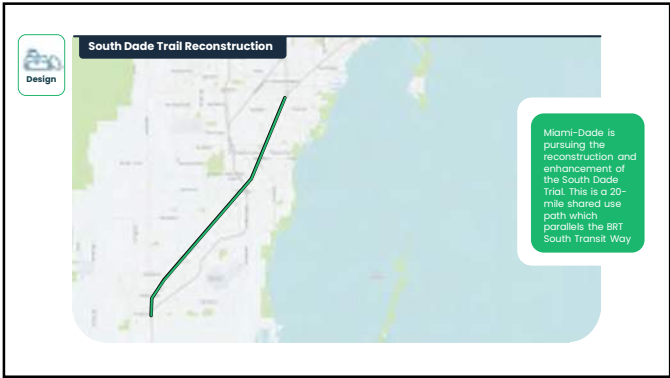 South Dade Trail Reconstruction
Design
Miami-Dade is
pursuing the
reconstruction and
enhancement of
the South Dade
Trial. This is a 20-
mile shared use
path which
parallels the BRT
South Transit Way